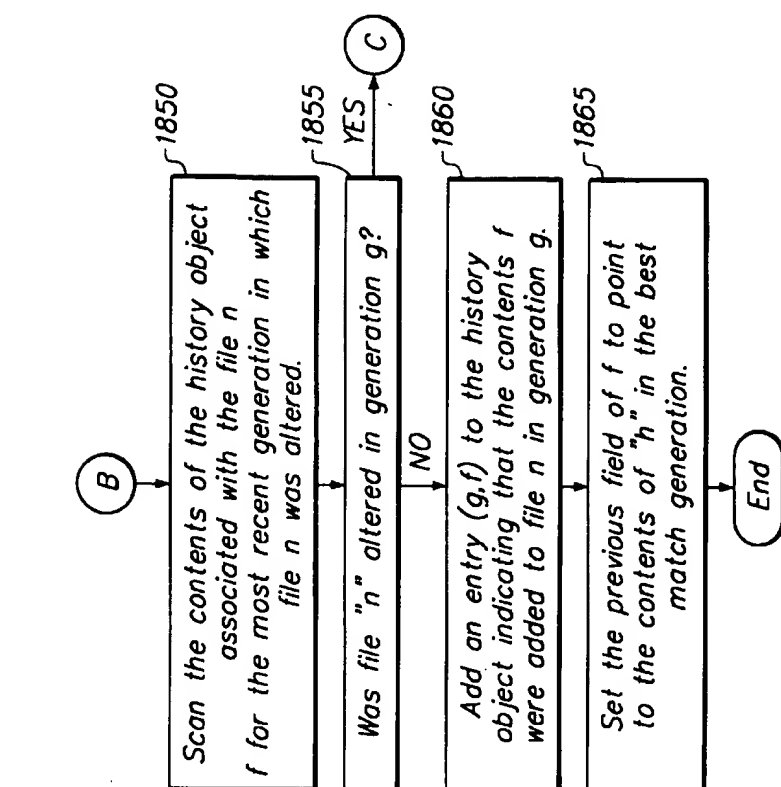 B
1850
Scan the contents of the history object
associated with the file n
f for the most recent generation in which
file n was altered.
1855
Was file "n" altered in generation g?
YES
C
NO
1860
Add an entry (g,f) to the history
object indicating that the contents f
were added to file n in generation g.
1865
Set the previous field of f to point
to the contents of "h" in the best
match generation.
End